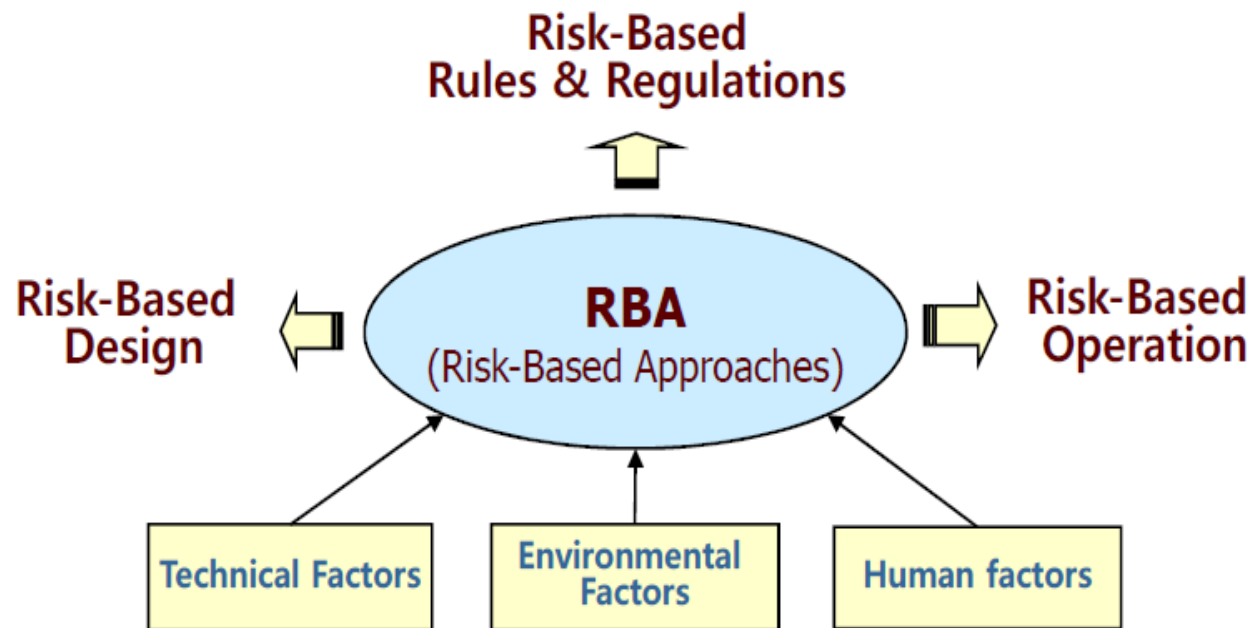 Risk-Based
Rules & Regulations
Risk-Based
Design
RBA
(Risk-Based Approaches)
Risk-Based
Operation
Technical Factors
Environmental
Factors
Human factors